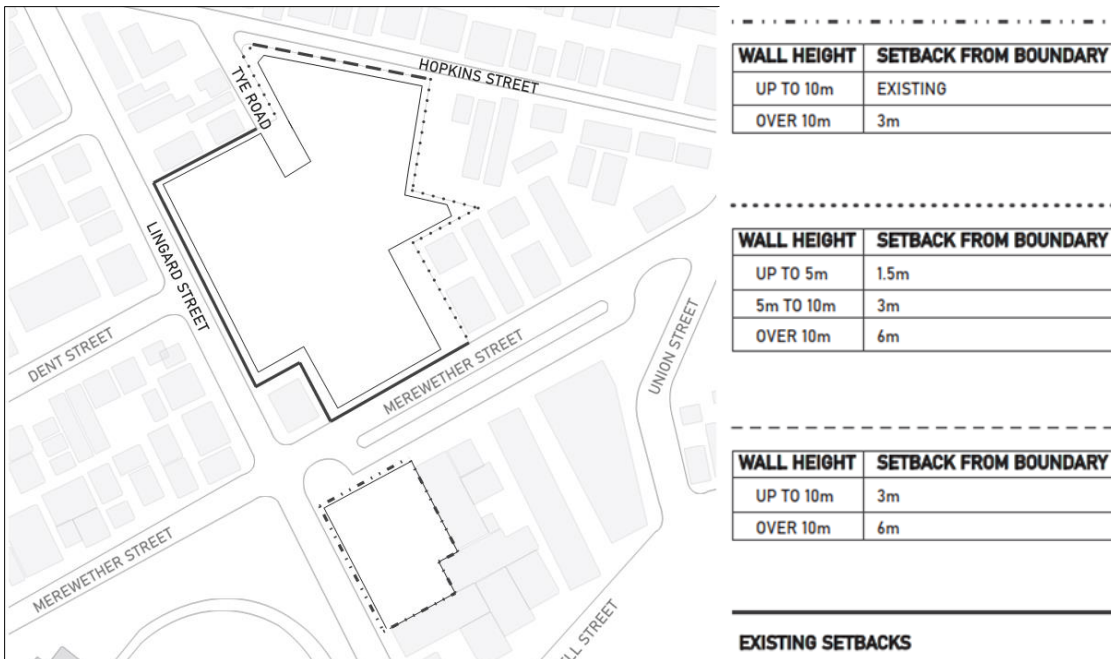 HOPKINS STREET
TYE ROAD
LINGARD STREET
DENT STREET
MEREWETHER STREET
UNION STREET
MEREWETHER STREET
STREET
WALL HEIGHT SETBACK FROM BOUNDARY
UP TO 10m EXISTING
OVER 10m 3m
WALL HEIGHT SETBACK FROM BOUNDARY
UP TO 5m 1.5m
5m TO 10m 3m
OVER 10m 6m
WALL HEIGHT SETBACK FROM BOUNDARY
UP TO 10m 3m
OVER 10m 6m
EXISTING SETBACKS